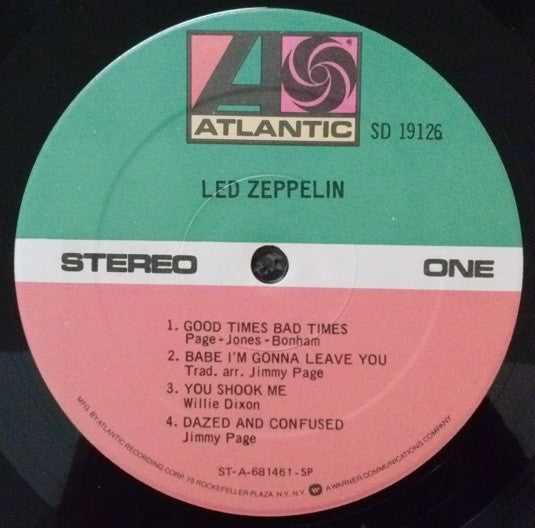 ATLANTIC
SD 19126
LED ZEPPELIN
STEREO ONE
1. GOOD TIMES BAD TIMES
Page - Jones - Bonham
2. BABE I'M GONNA LEAVE YOU
Trad. arr. Jimmy Page
3. YOU SHOOK ME
Willie Dixon
4. DAZED AND CONFUSED
Jimmy Page
ST-A-681461-SP
MFG. BY ATLANTIC RECORDING CORP. 75 ROCKEFELLER PLAZA, N.Y. N.Y. A WARNER COMMUNICATIONS COMPANY